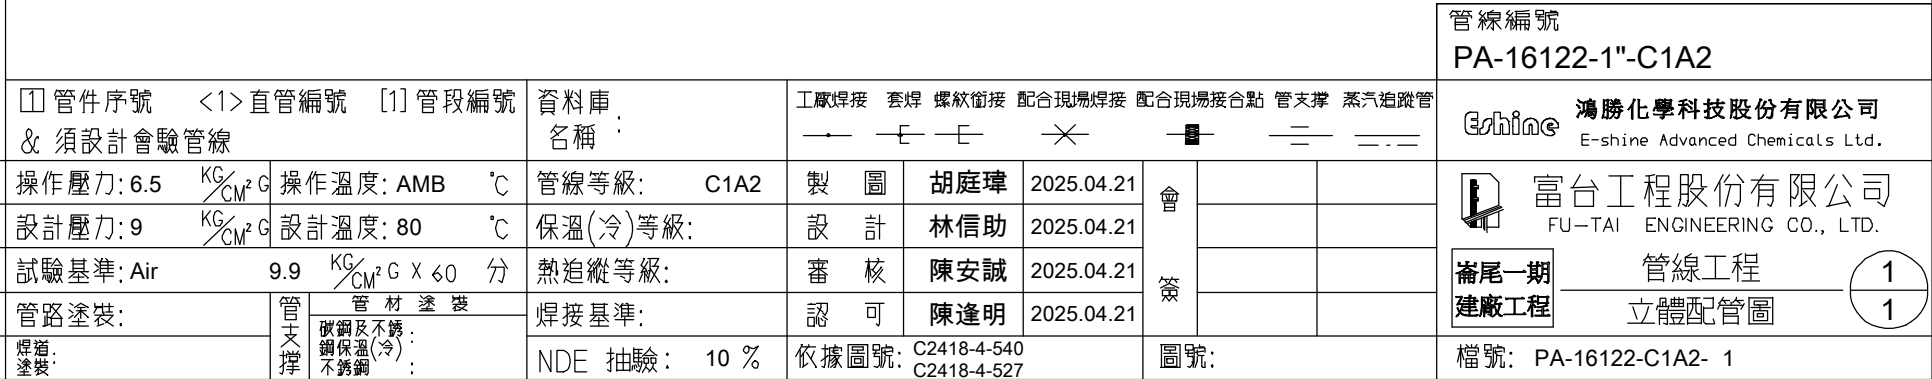 管線編號
PA-16122-1"-C1A2
1 管件序號 <1>直管編號 [1]管段編號
& 須設計會驗管線
資料庫名稱:
工廠焊接 套焊 螺紋銜接 配合現場焊接 配合現場接合點 管支撐 蒸汽追蹤管
Eshine 鴻勝化學科技股份有限公司
E-shine Advanced Chemicals Ltd.
操作壓力: 6.5 KG/CM² G 操作溫度: AMB °C 管線等級: C1A2 製圖 胡庭瑋 2025.04.21 會簽
富台工程股份有限公司
FU-TAI ENGINEERING CO., LTD.
設計壓力: 9 KG/CM² G 設計溫度: 80 °C 保溫(冷)等級: 設計 林信助 2025.04.21
試驗基準: Air 9.9 KG/CM² G X 60 分 熱追縱等級: 審核 陳安誠 2025.04.21
崙尾一期
建廠工程
管線工程
立體配管圖
1
1
管路塗裝: 管支撐 管材塗裝 焊接基準: 認可 陳逢明 2025.04.21
碳鋼及不銹鋼保溫(冷):
不銹鋼:
焊道塗裝:
NDE 抽驗: 10 %
依據圖號: C2418-4-540
C2418-4-527
圖號:
檔號: PA-16122-C1A2- 1